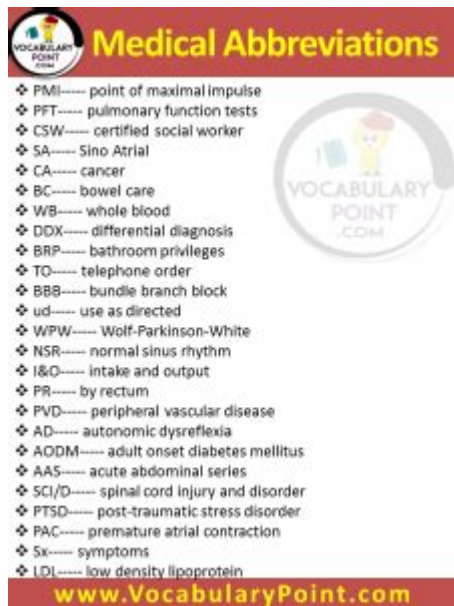 VOCABULARY
POINT
.COM
Medical Abbreviations
❖ PMI----- point of maximal impulse
❖ PFT----- pulmonary function tests
❖ CSW----- certified social worker
❖ SA----- Sino Atrial
❖ CA----- cancer
❖ BC----- bowel care
❖ WB----- whole blood
❖ DDX----- differential diagnosis
❖ BRP----- bathroom privileges
❖ TO----- telephone order
❖ BBB----- bundle branch block
❖ ud----- use as directed
❖ WPW----- Wolf-Parkinson-White
❖ NSR----- normal sinus rhythm
❖ I&O----- intake and output
❖ PR----- by rectum
❖ PVD----- peripheral vascular disease
❖ AD----- autonomic dysreflexia
❖ AODM----- adult onset diabetes mellitus
❖ AAS----- acute abdominal series
❖ SCI/D----- spinal cord injury and disorder
❖ PTSD----- post-traumatic stress disorder
❖ PAC----- premature atrial contraction
❖ Sx----- symptoms
❖ LDL----- low density lipoprotein
VOCABULARY
POINT
.COM
www.VocabularyPoint.com